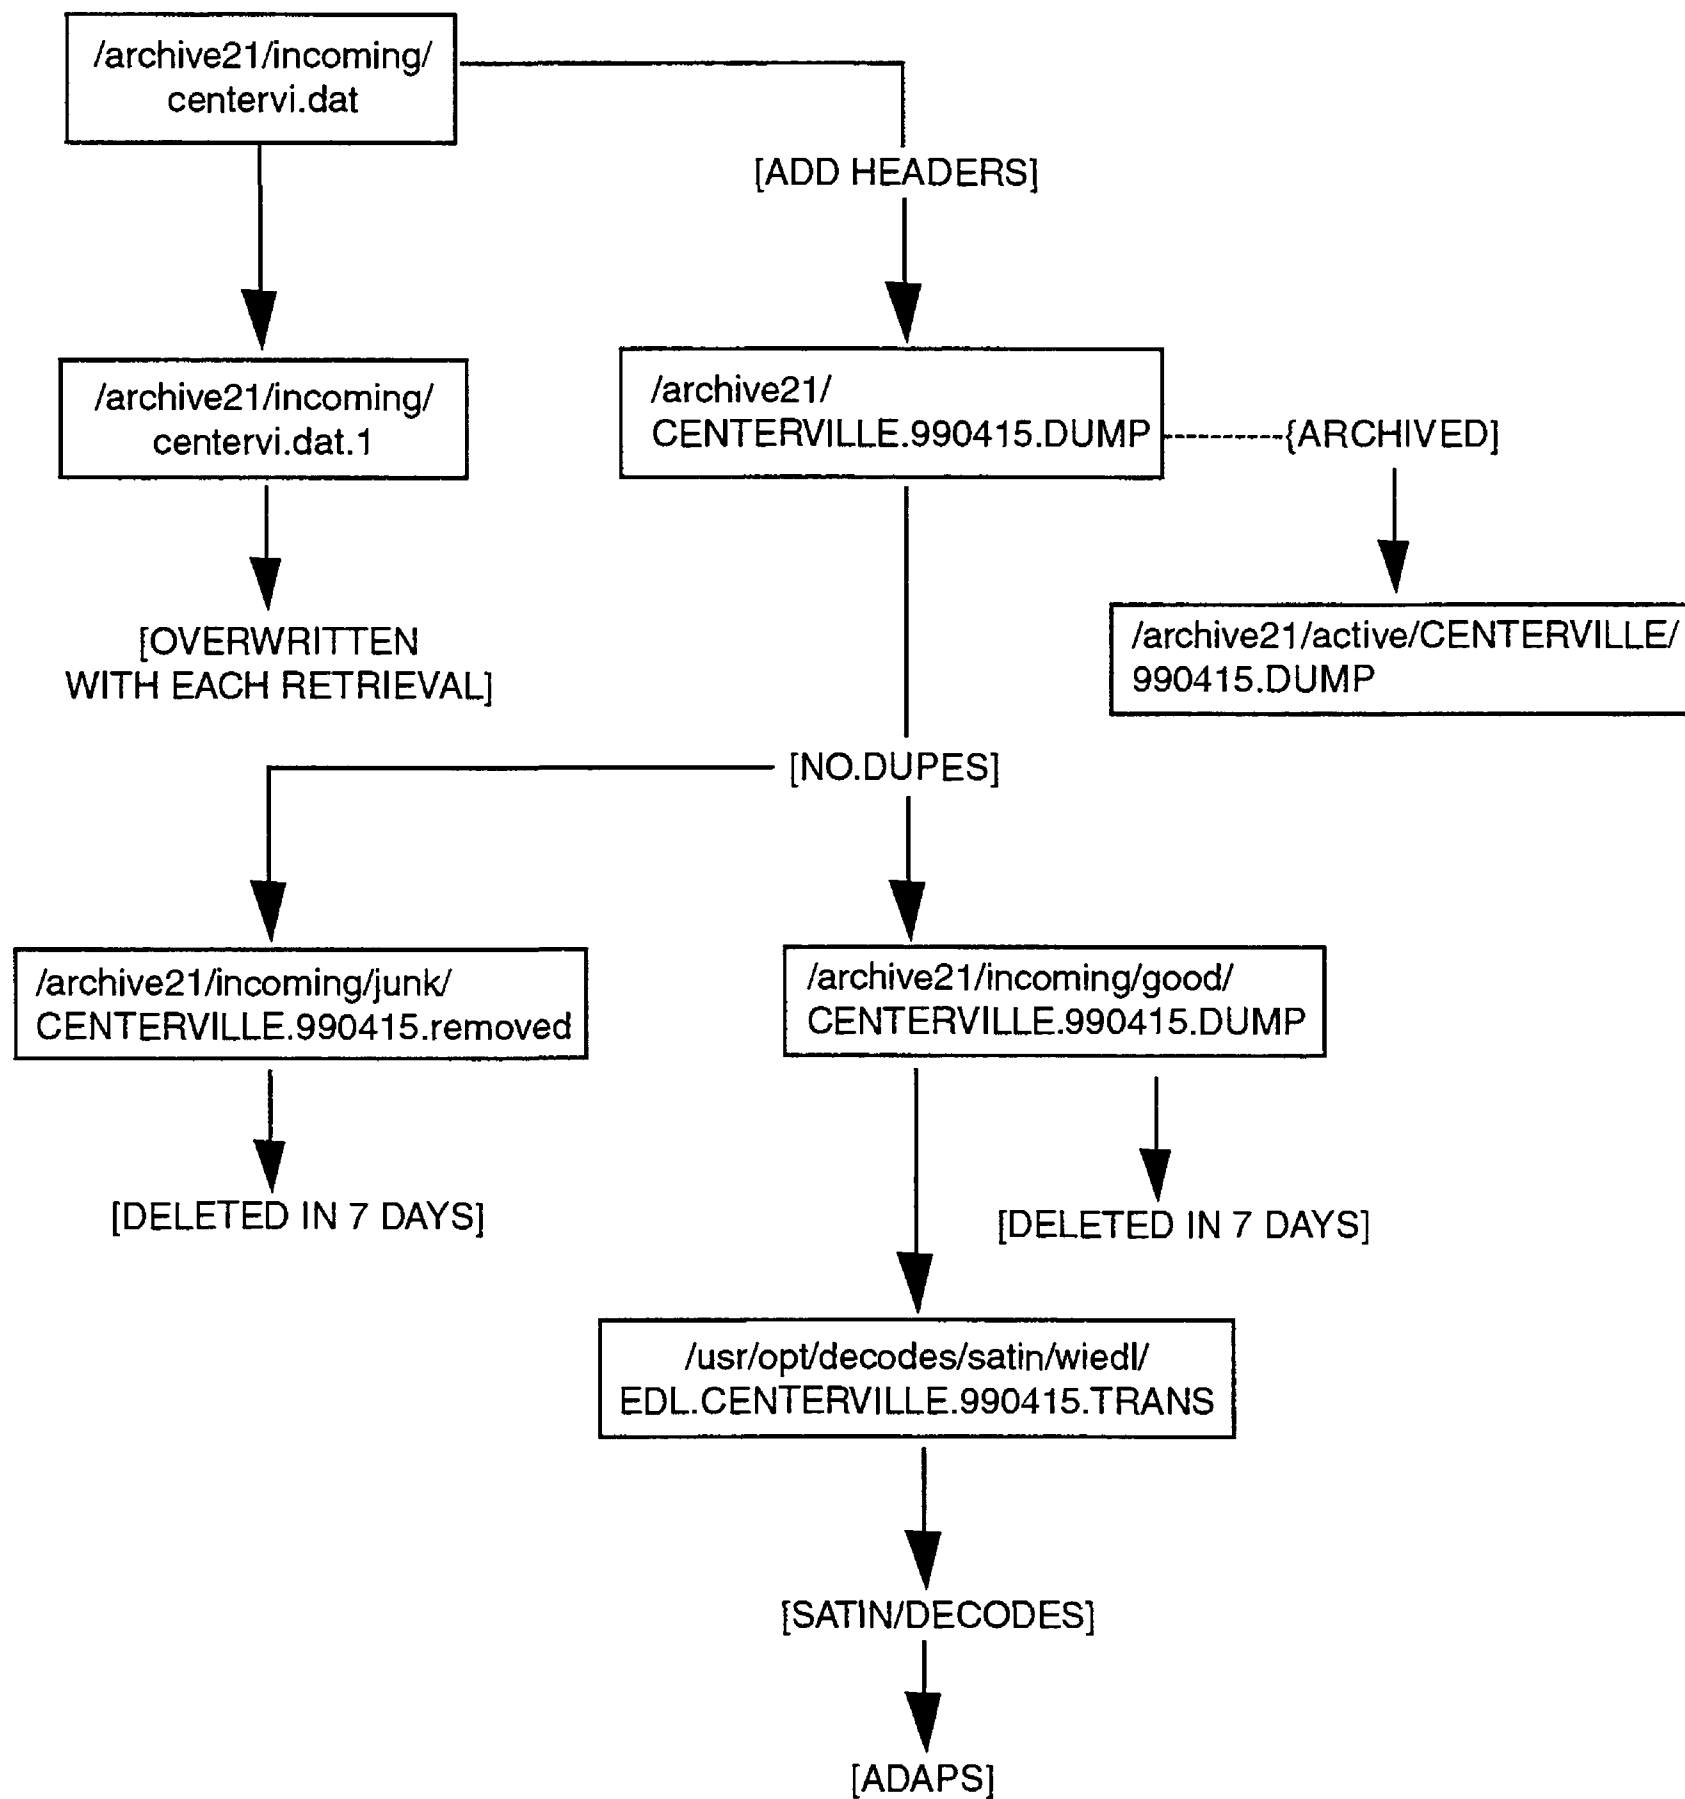 /archive21/incoming/
centervi.dat
[ADD HEADERS]
/archive21/incoming/
centervi.dat.1
/archive21/
CENTERVILLE.990415.DUMP
{ARCHIVED]
[OVERWRITTEN
WITH EACH RETRIEVAL]
/archive21/active/CENTERVILLE/
990415.DUMP
[NO.DUPES]
/archive21/incoming/junk/
CENTERVILLE.990415.removed
/archive21/incoming/good/
CENTERVILLE.990415.DUMP
[DELETED IN 7 DAYS]
[DELETED IN 7 DAYS]
/usr/opt/decodes/satin/wiedl/
EDL.CENTERVILLE.990415.TRANS
[SATIN/DECODES]
[ADAPS]